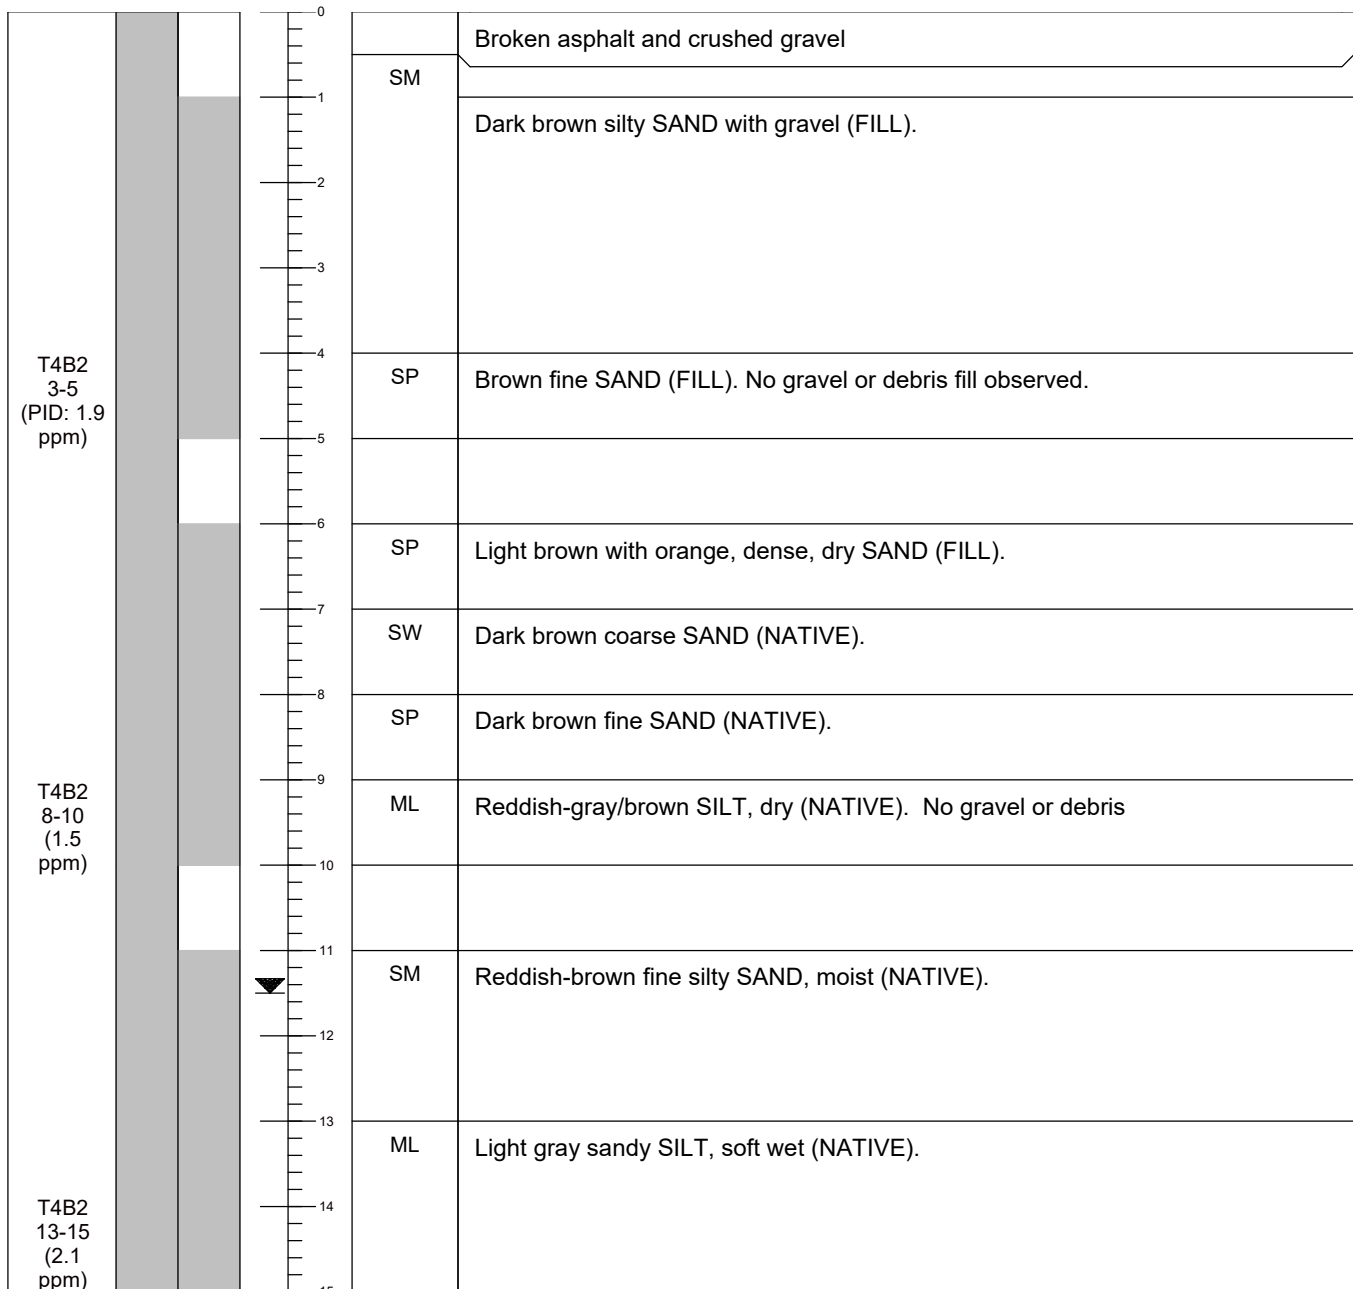 0
Broken asphalt and crushed gravel
SM
1
Dark brown silty SAND with gravel (FILL).
2
3
4
T4B2
3-5
(PID: 1.9
ppm)
SP
Brown fine SAND (FILL). No gravel or debris fill observed.
5
6
SP
Light brown with orange, dense, dry SAND (FILL).
7
SW
Dark brown coarse SAND (NATIVE).
8
SP
Dark brown fine SAND (NATIVE).
9
T4B2
8-10
(1.5
ppm)
ML
Reddish-gray/brown SILT, dry (NATIVE).  No gravel or debris
10
11
SM
Reddish-brown fine silty SAND, moist (NATIVE).
12
13
ML
Light gray sandy SILT, soft wet (NATIVE).
14
T4B2
13-15
(2.1
ppm)
15